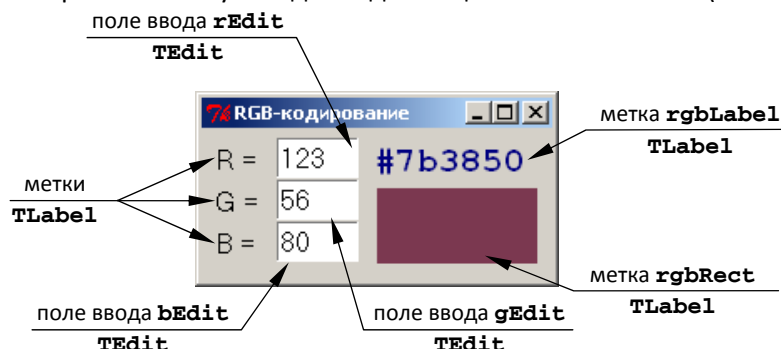 поле ввода rEdit
TEdit
RGB-кодирование
R =
123
#7b3850
метка rgbLabel
TLabel
метки
TLabel
G =
56
B =
80
метка rgbRect
TLabel
поле ввода bEdit
TEdit
поле ввода gEdit
TEdit